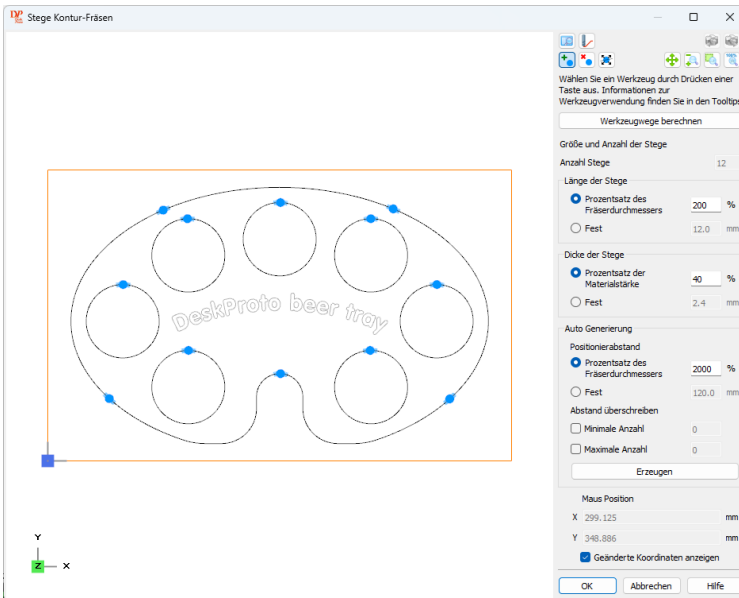 Stege Kontur-Fräsen
Wählen Sie ein Werkzeug durch Drücken einer
Taste aus. Informationen zur
Werkzeugverwendung finden Sie in den Tooltips
Werkzeugwege berechnen
Größe und Anzahl der Stege
Anzahl Stege 12
Länge der Stege
Prozentsatz des
Fräserdurchmessers 200 %
Fest 12.0 mm
Dicke der Stege
Prozentsatz der
Materialstärke 40 %
Fest 2.4 mm
Auto Generierung
Positionierabstand
Prozentsatz des
Fräserdurchmessers 2000 %
Fest 120.0 mm
Abstand überschreiben
Minimale Anzahl 0
Maximale Anzahl 0
Erzeugen
Maus Position
X 299.125 mm
Y 348.886 mm
Geänderte Koordinaten anzeigen
OK Abbrechen Hilfe
DeskProto beer tray
Y
Z X